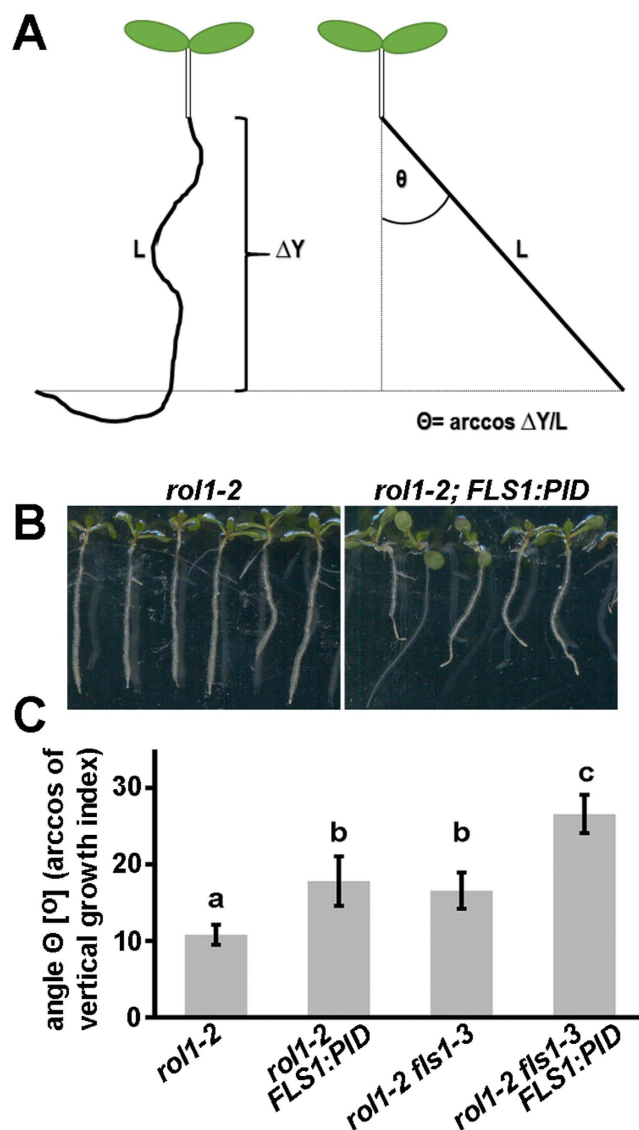 A
L
ΔY
θ
L
Θ= arccos ΔY/L
B
rol1-2
rol1-2; FLS1:PID
C
angle Θ [º] (arccos of
vertical growth index)
30
20
10
0
a
b
b
c
rol1-2
rol1-2
FLS1:PID
rol1-2 fls1-3
rol1-2 fls1-3
FLS1:PID